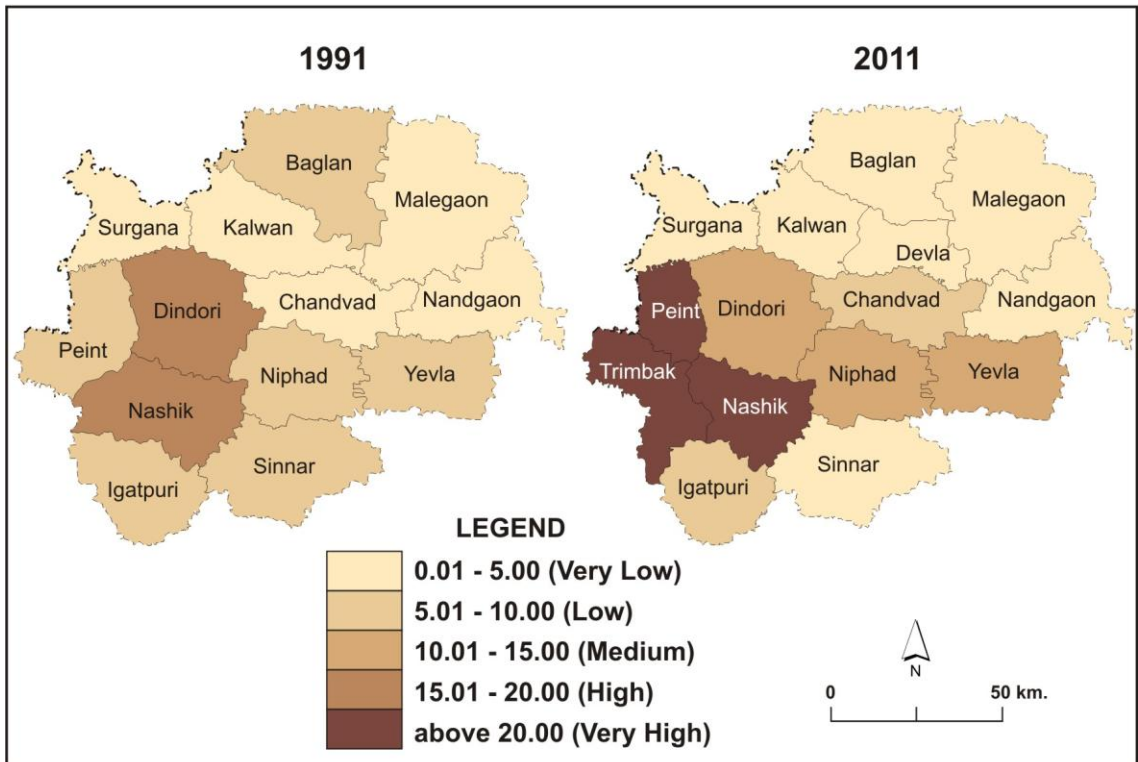 1991
Baglan
Malegaon
Surgana
Kalwan
Dindori
Chandvad
Nandgaon
Peint
Niphad
Yevla
Nashik
Sinnar
Igatpuri
2011
Baglan
Malegaon
Surgana
Kalwan
Devla
Peint
Dindori
Chandvad
Nandgaon
Trimbak
Niphad
Yevla
Nashik
Sinnar
Igatpuri
LEGEND
0.01 - 5.00 (Very Low)
5.01 - 10.00 (Low)
10.01 - 15.00 (Medium)
15.01 - 20.00 (High)
above 20.00 (Very High)
N
0 50 km.